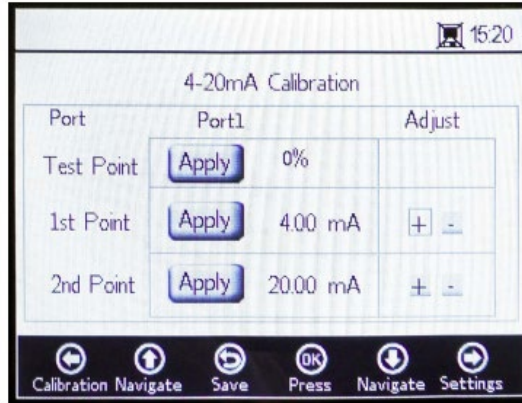 15:20
4-20mA Calibration
Port Port1 Adjust
Test Point Apply 0%
1st Point Apply 4.00 mA + -
2nd Point Apply 20.00 mA + -
OK
Calibration Navigate Save Press Navigate Settings